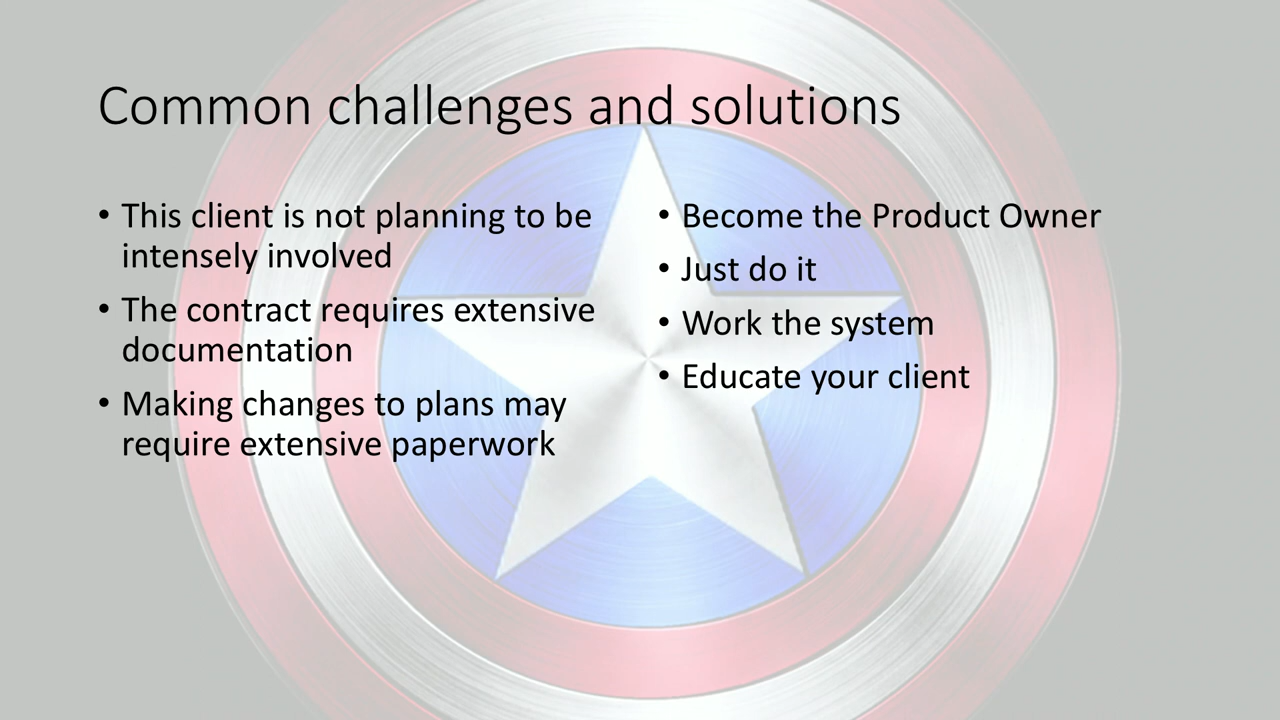 Common challenges and solutions
• This client is not planning to be
intensely involved
• The contract requires extensive
documentation
• Making changes to plans may
require extensive paperwork
• Become the Product Owner
• Just do it
• Work the system
• Educate your client